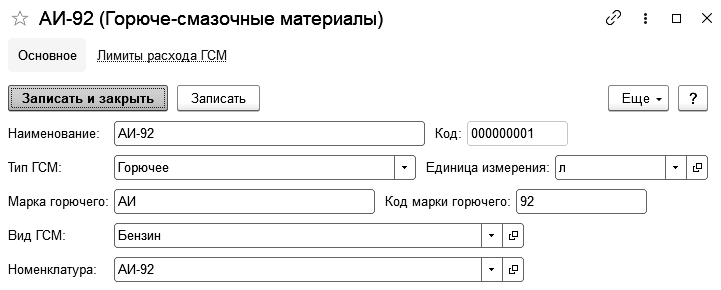 АИ-92 (Горюче-смазочные материалы)
Основное Лимиты расхода ГСМ
Записать и закрыть Записать Еще ?
Наименование: АИ-92 Код: 000000001
Тип ГСМ: Горючее Единица измерения: л
Марка горючего: АИ Код марки горючего: 92
Вид ГСМ: Бензин
Номенклатура: АИ-92